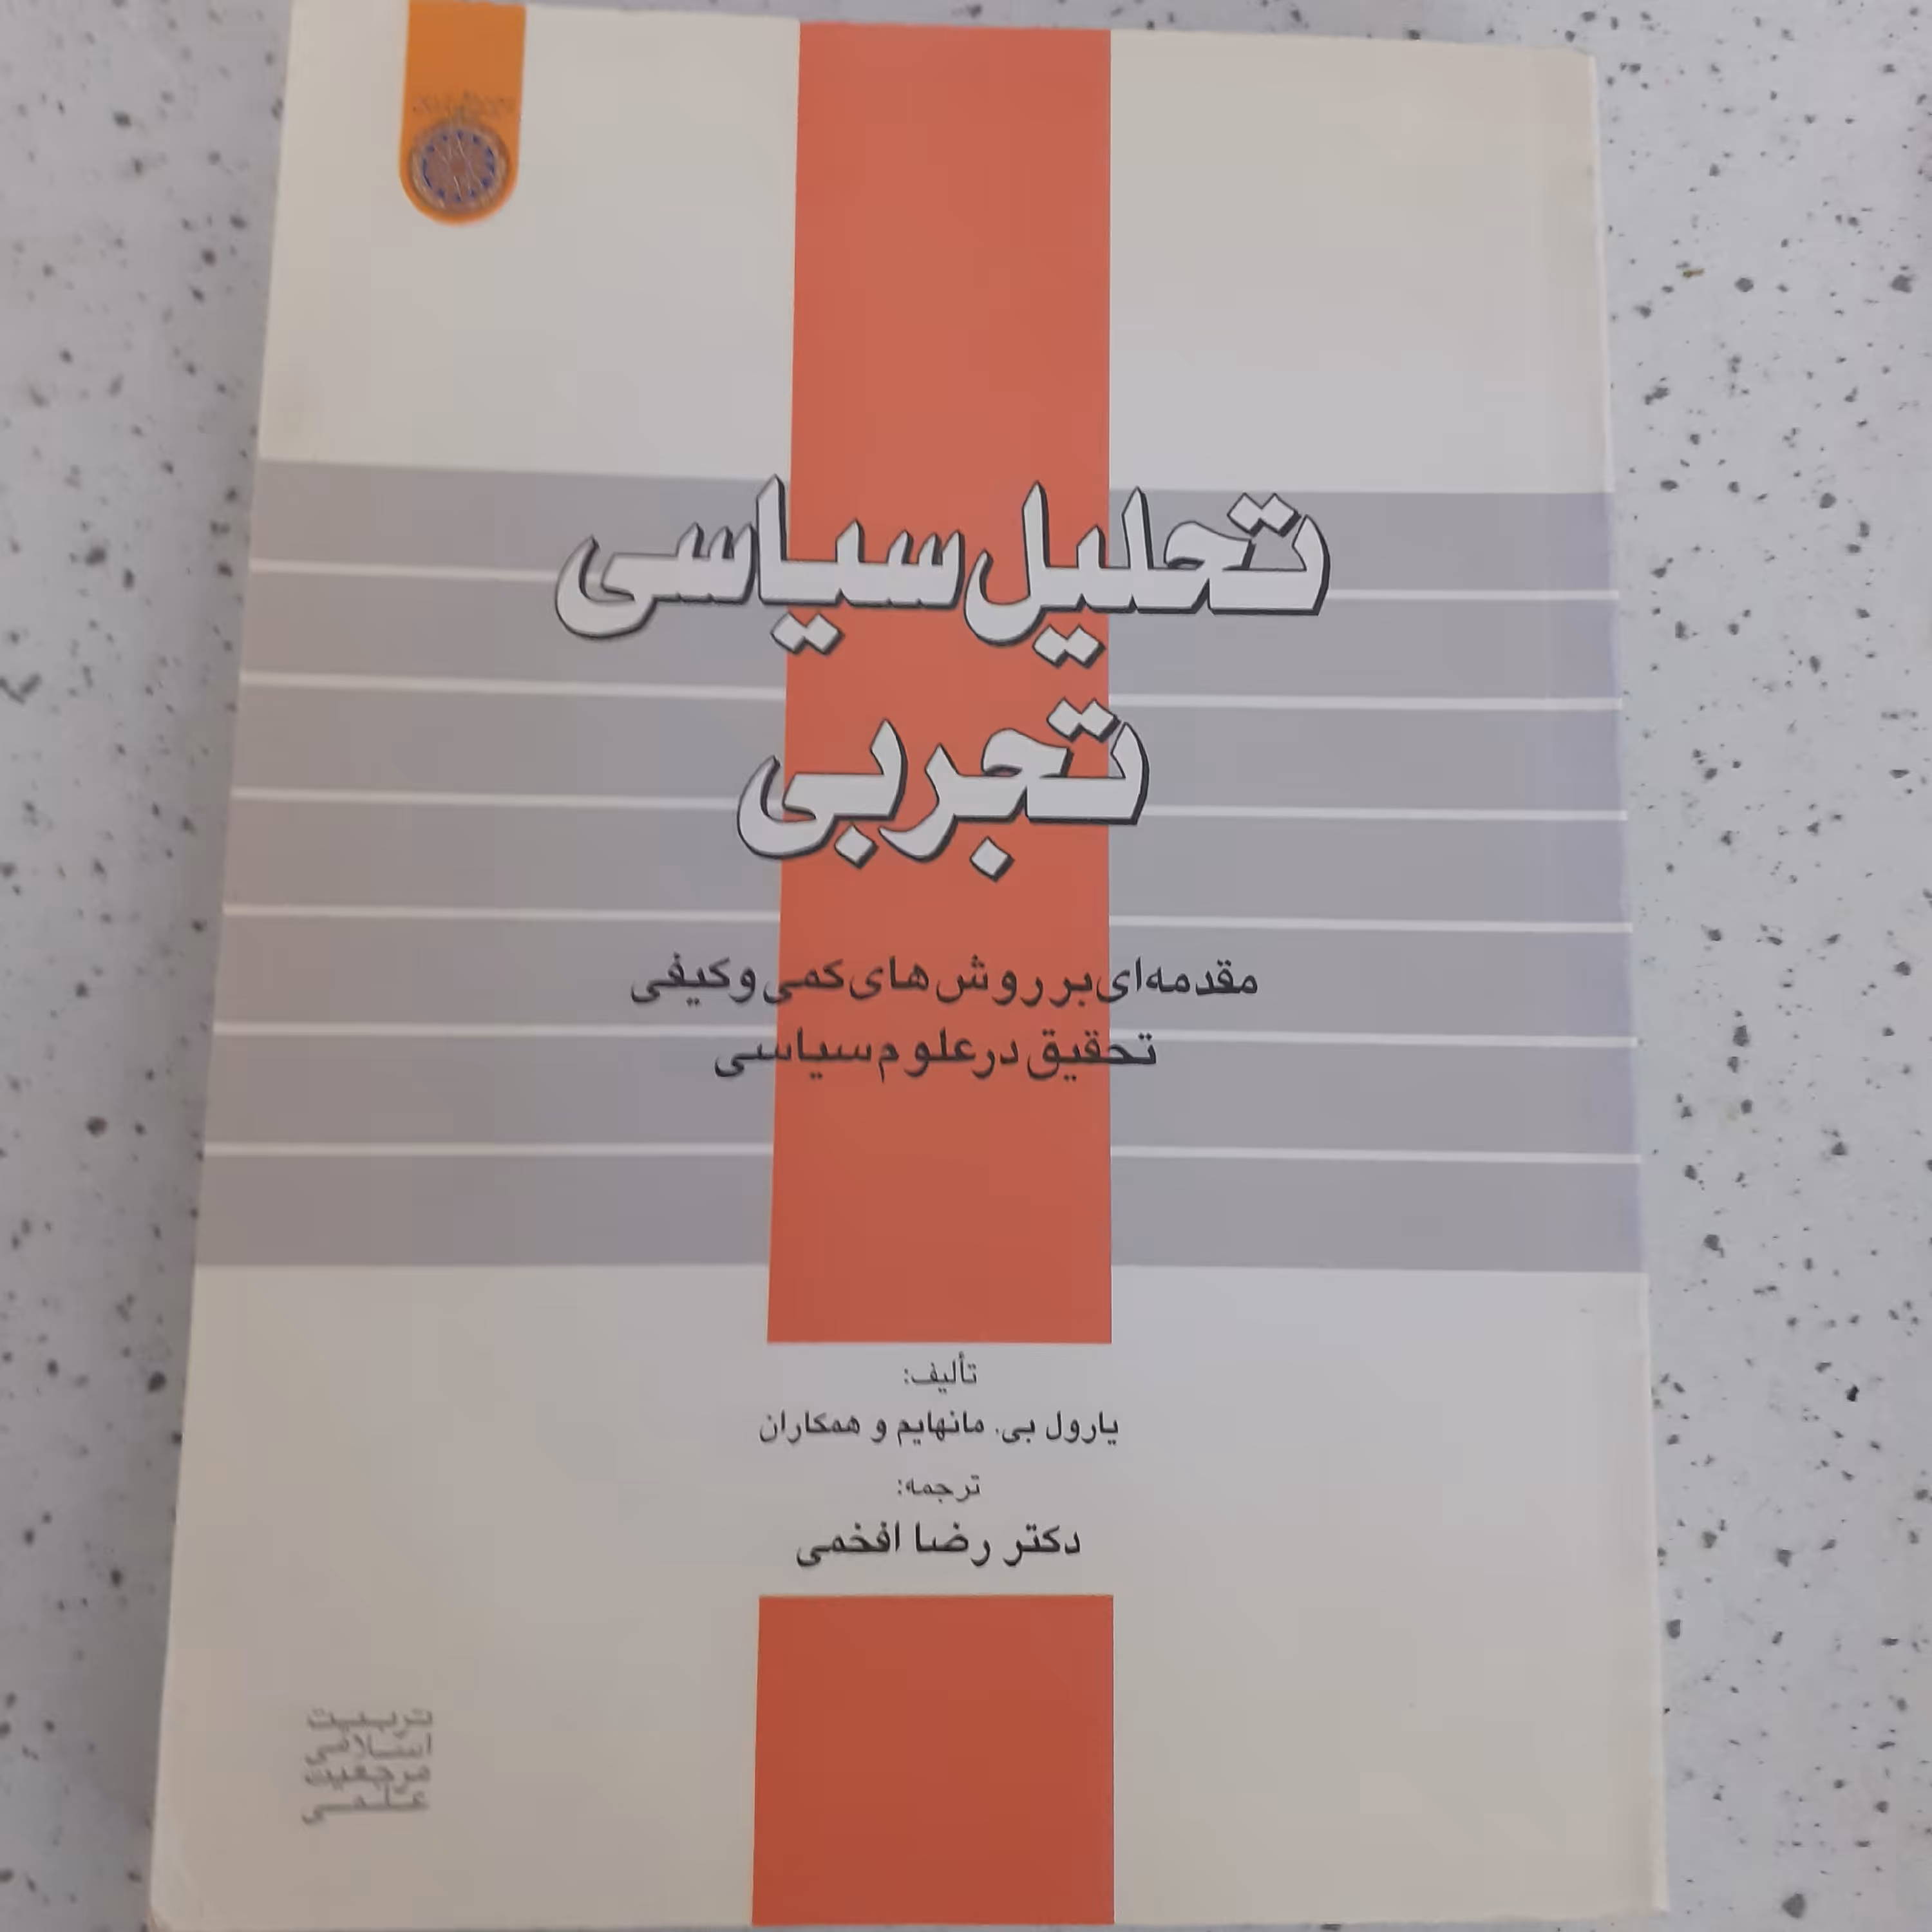 تحلیل سیاسی
تجربی
مقدمه‌ای بر روش های کمی و کیفی
تحقیق در علوم سیاسی
تألیف:
یارول بی. مانهایم و همکاران
ترجمه:
دکتر رضا افخمی
تربیت
اسلامی
مرجعیت
علمی